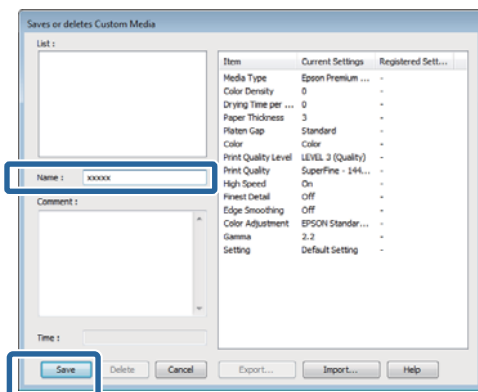 Saves or deletes Custom Media
List :
Item Current Settings Registered Sett...
Media Type Epson Premium ... -
Color Density 0 -
Drying Time per ... 0 -
Paper Thickness 3 -
Platen Gap Standard -
Color Color -
Print Quality Level LEVEL 3 (Quality) -
Print Quality SuperFine - 144... -
High Speed On -
Finest Detail Off -
Edge Smoothing Off -
Color Adjustment EPSON Standar... -
Gamma 2.2 -
Setting Default Setting -
Name : xxxxx
Comment :
Time :
Save Delete Cancel Export... Import... Help